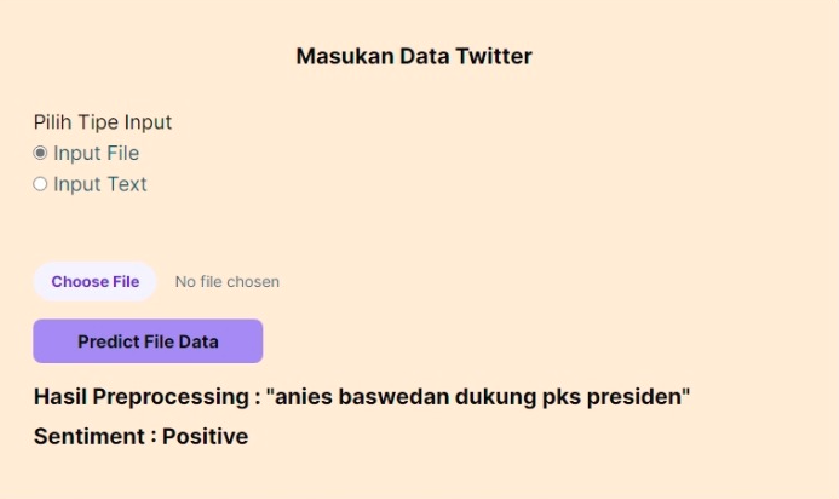 Masukan Data Twitter
Pilih Tipe Input
Input File
Input Text
Choose File No file chosen
Predict File Data
Hasil Preprocessing : "anies baswedan dukung pks presiden"
Sentiment : Positive